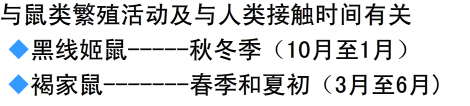 与鼠类繁殖活动及与人类接触时间有关
◆黑线姬鼠-----秋冬季（10月至1月）
◆褐家鼠-------春季和夏初（3月至6月)